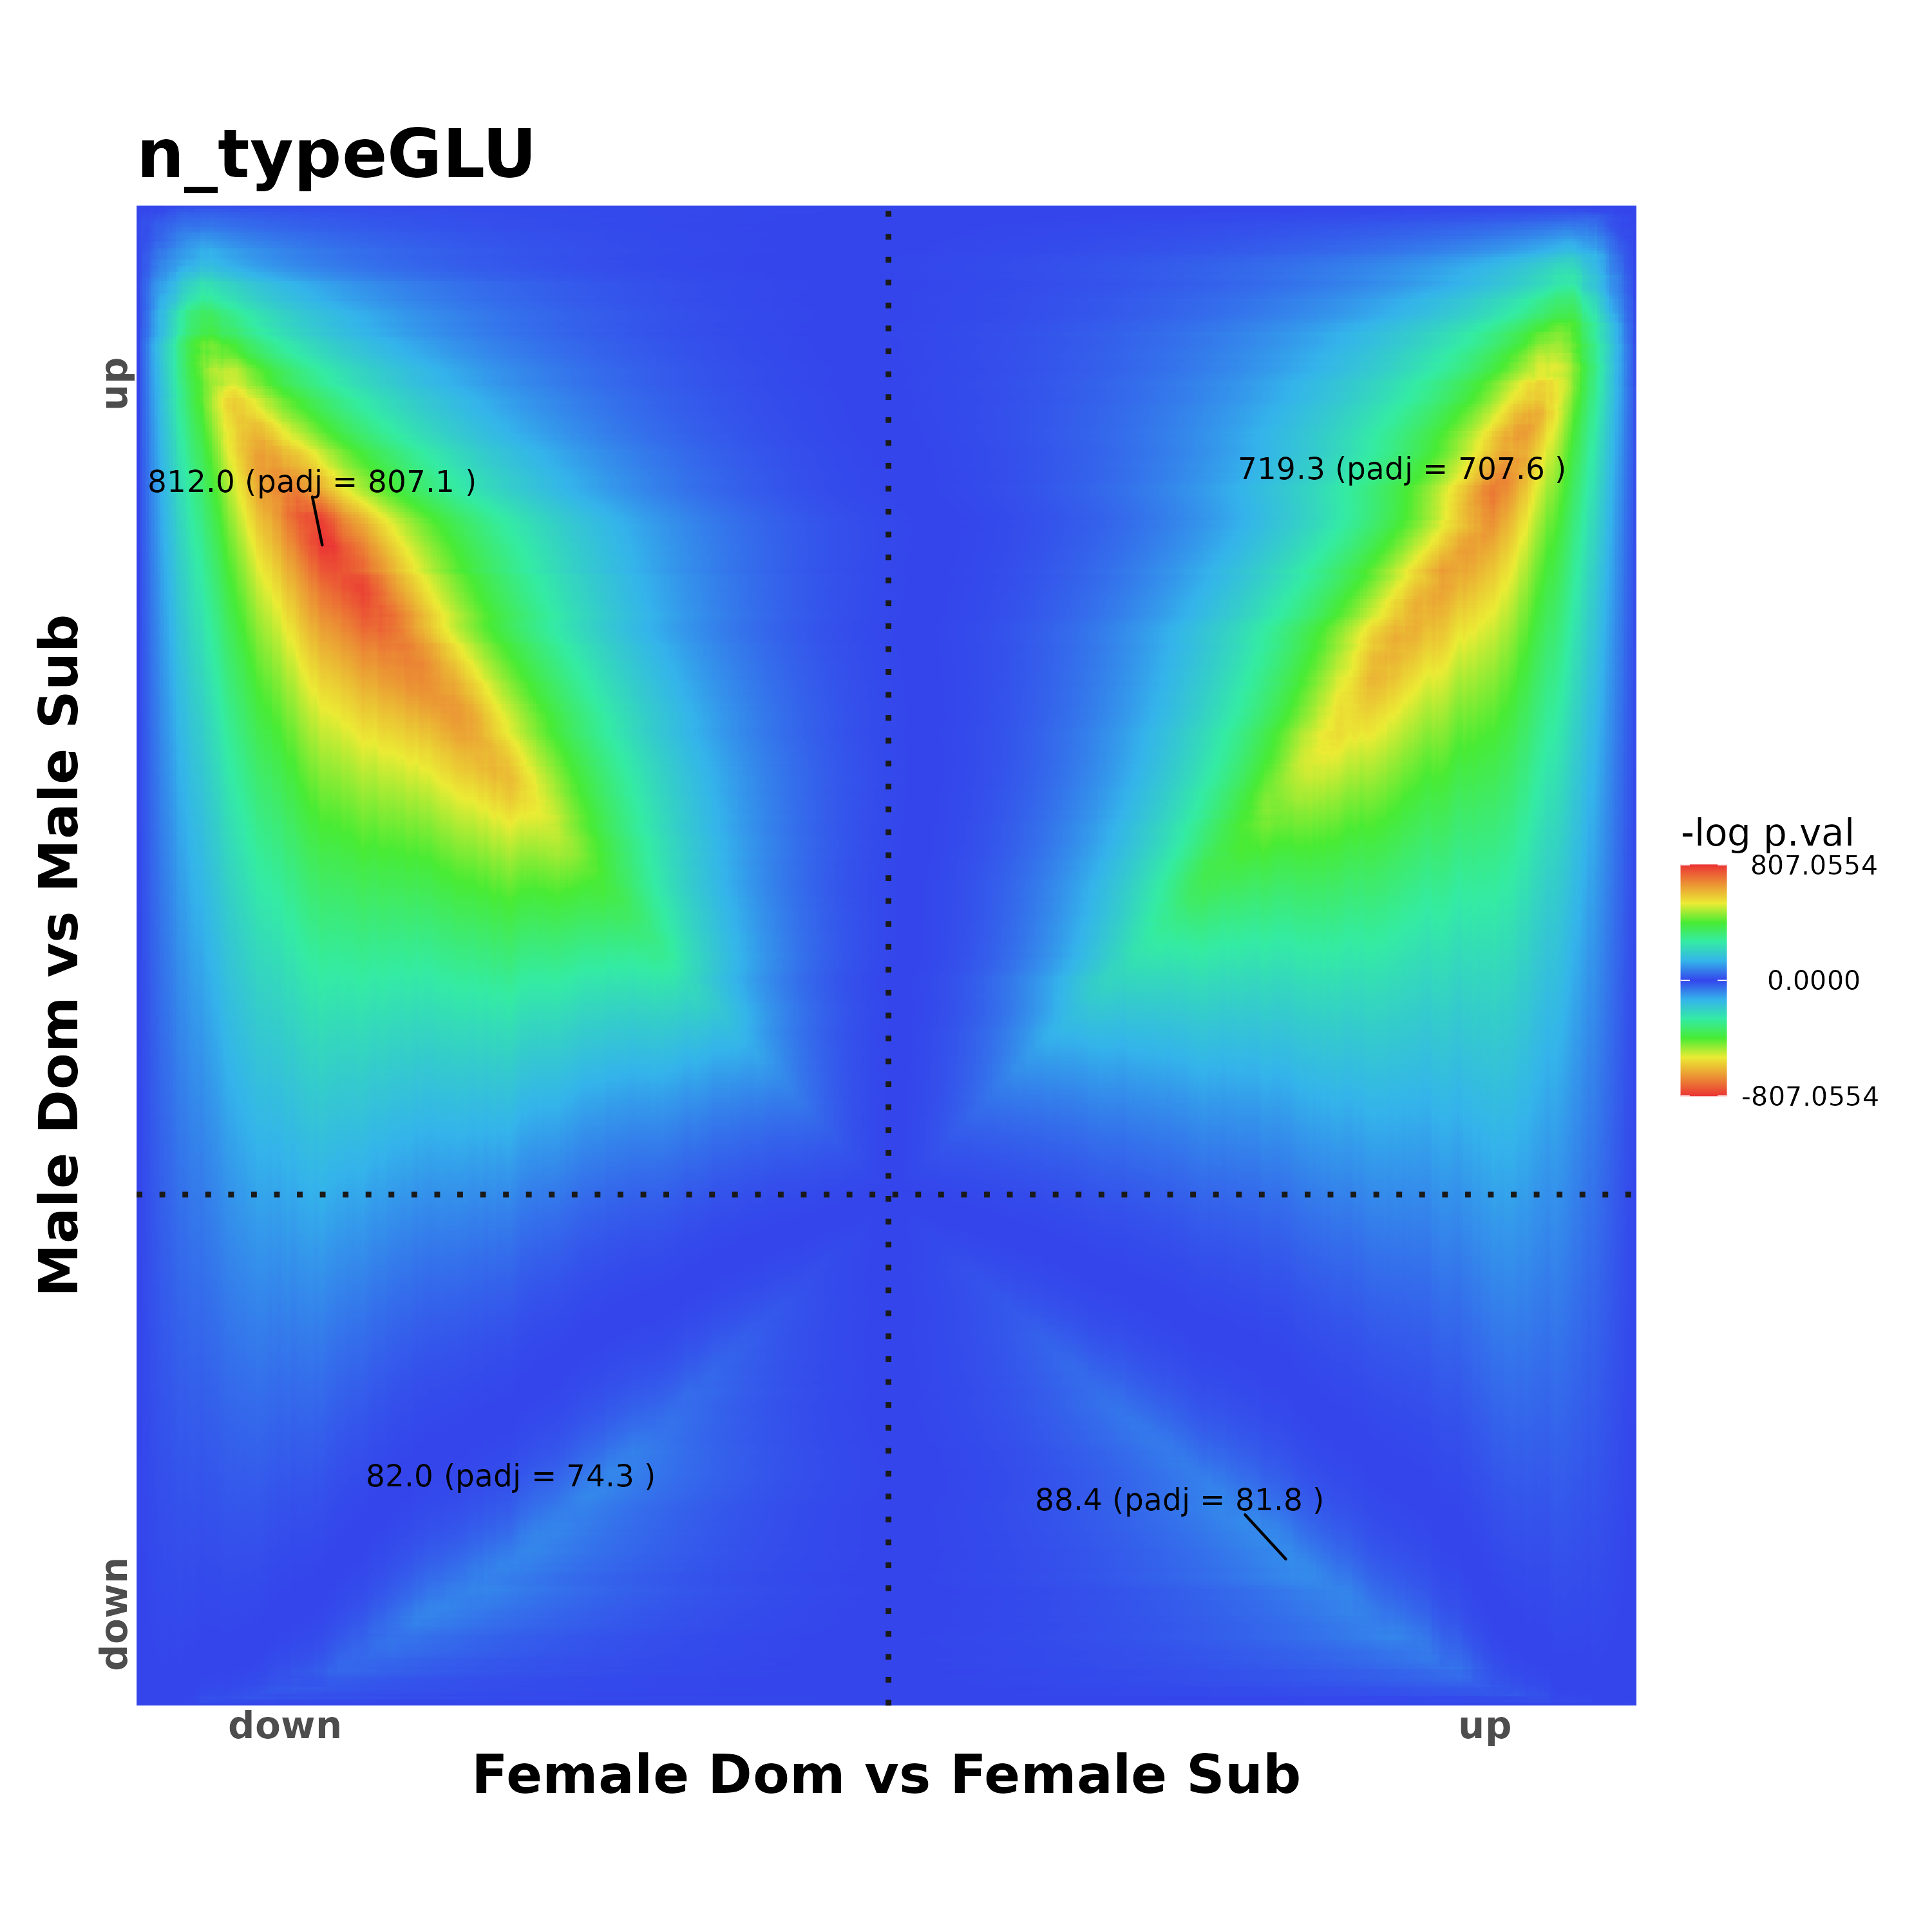 n_typeGLU
up
812.0 (padj = 807.1 )
719.3 (padj = 707.6 )
Male Dom vs Male Sub
-log p.val
807.0554
0.0000
-807.0554
82.0 (padj = 74.3 )
88.4 (padj = 81.8 )
down
down
up
Female Dom vs Female Sub